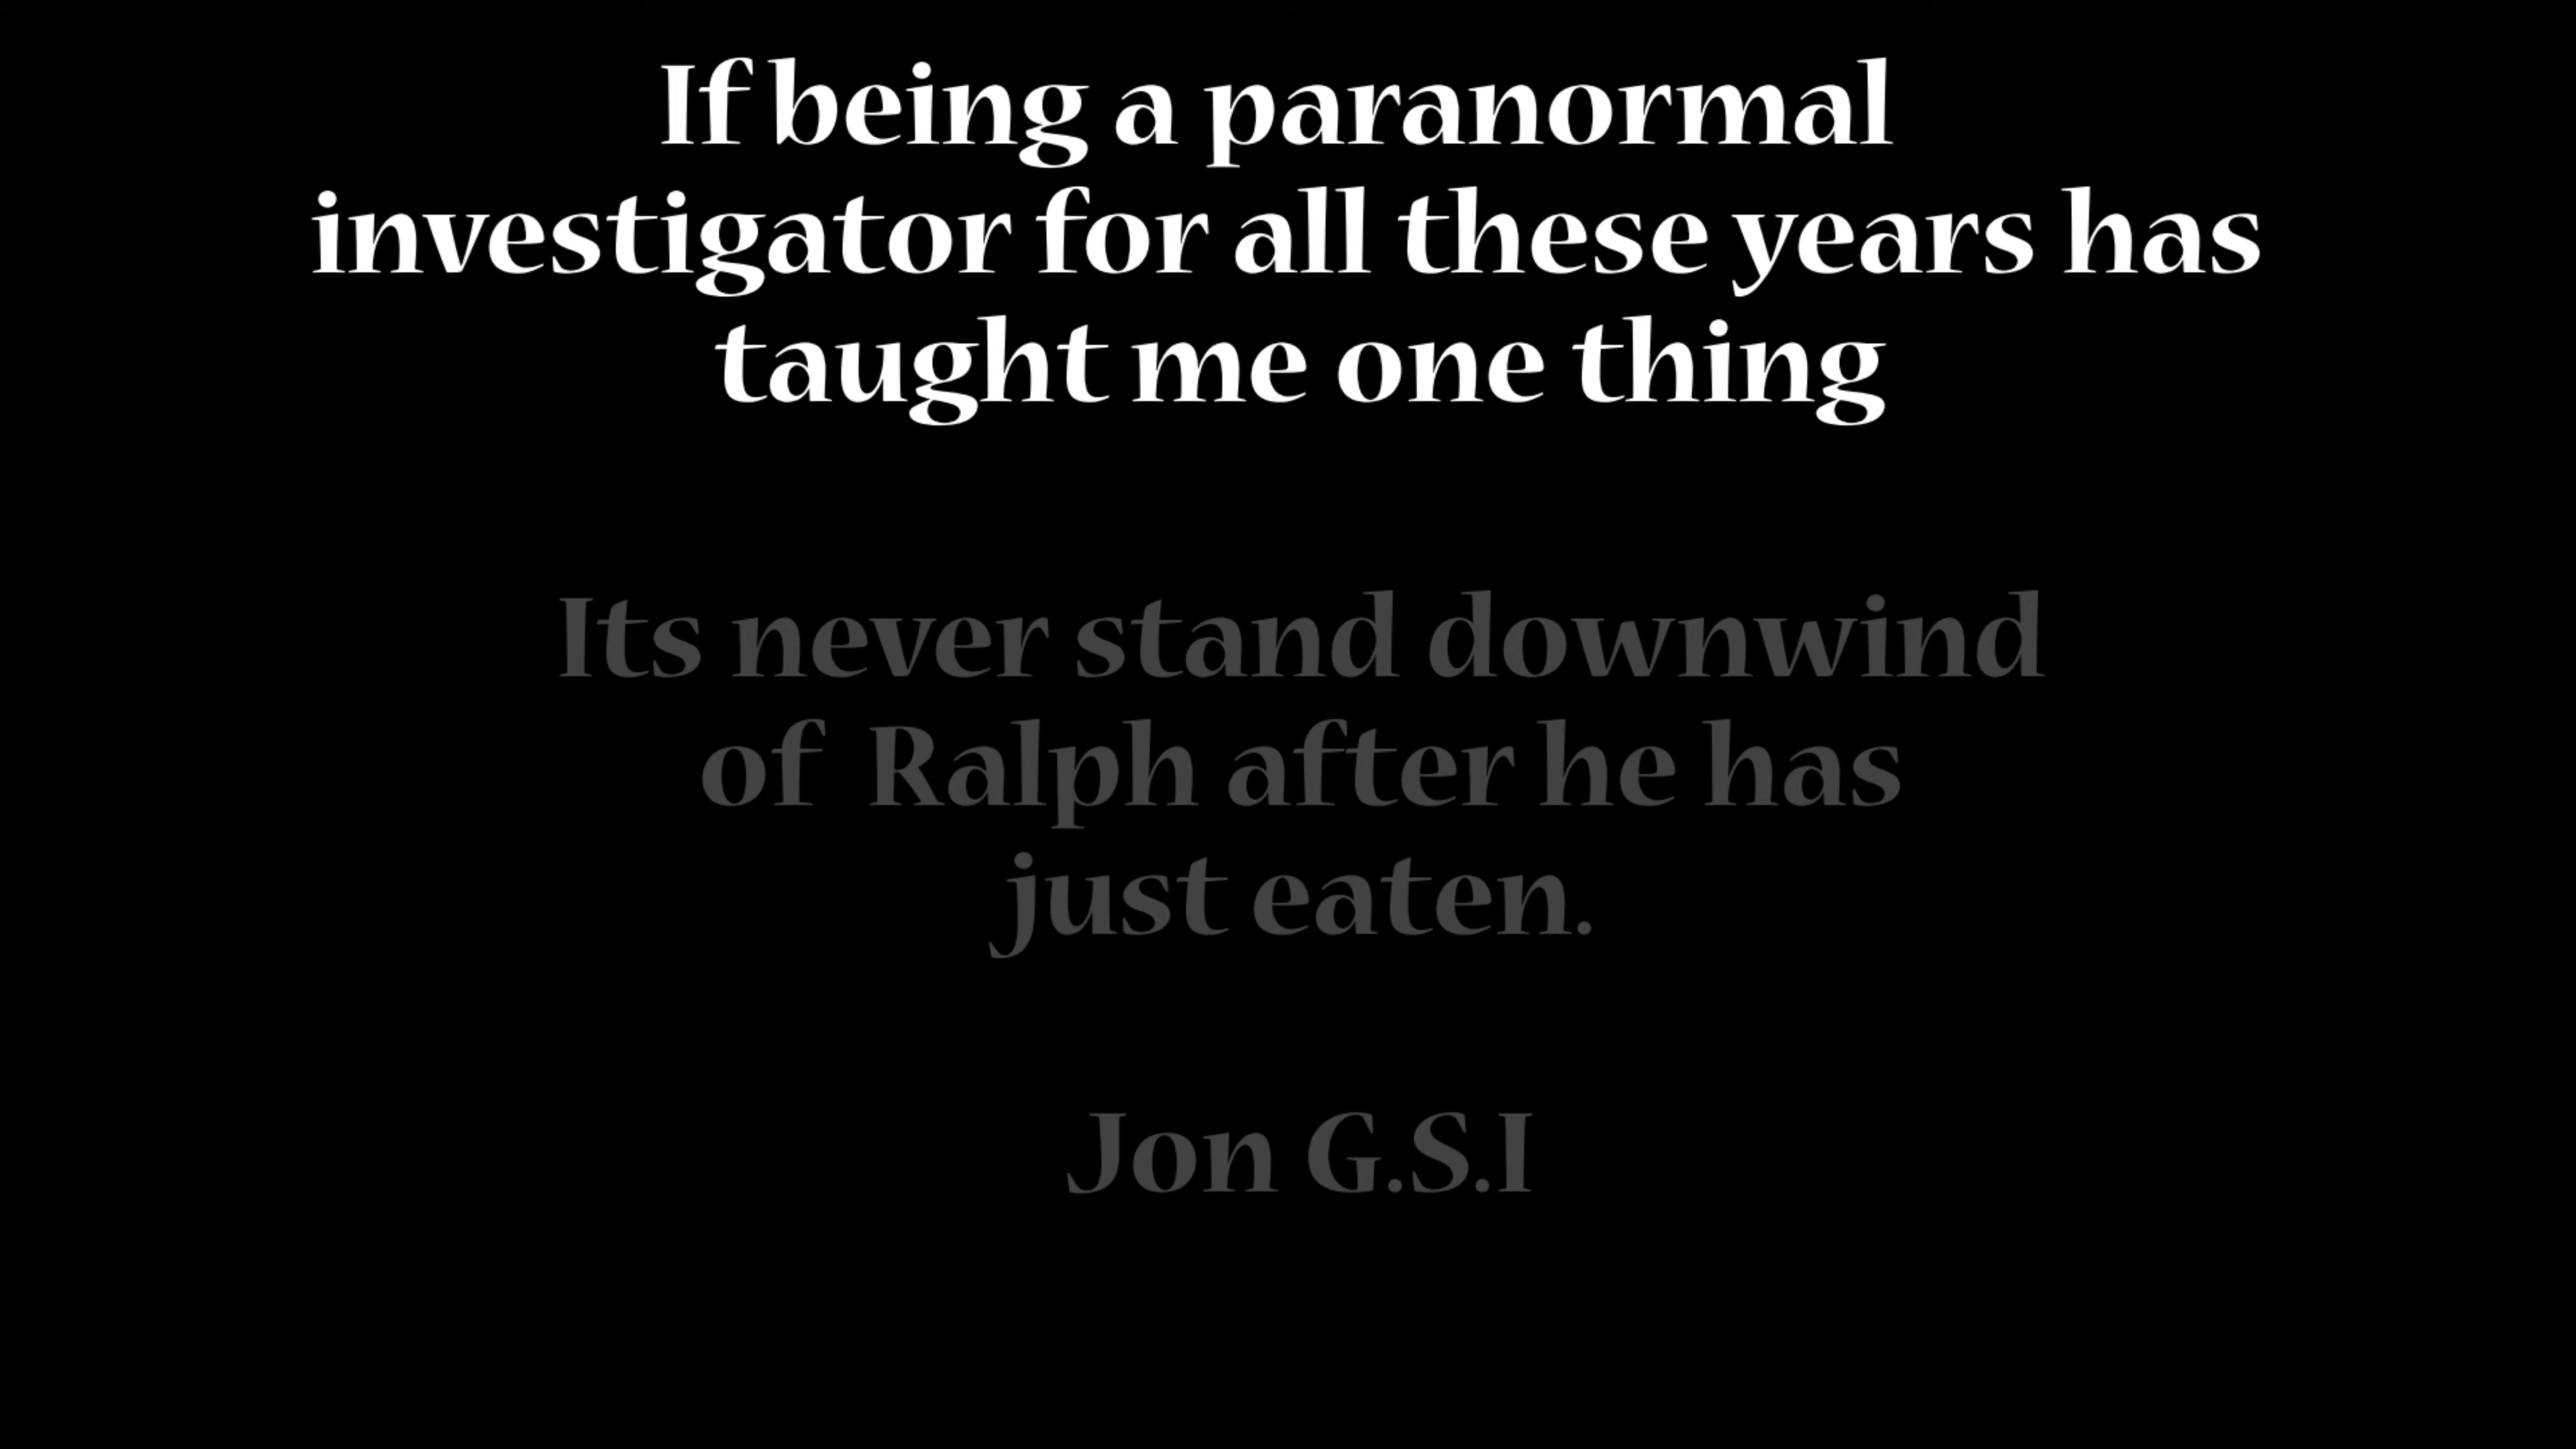 If being a paranormal
investigator for all these years has
taught me one thing
Its never stand downwind
of  Ralph after he has
just eaten.
Jon G.S.I